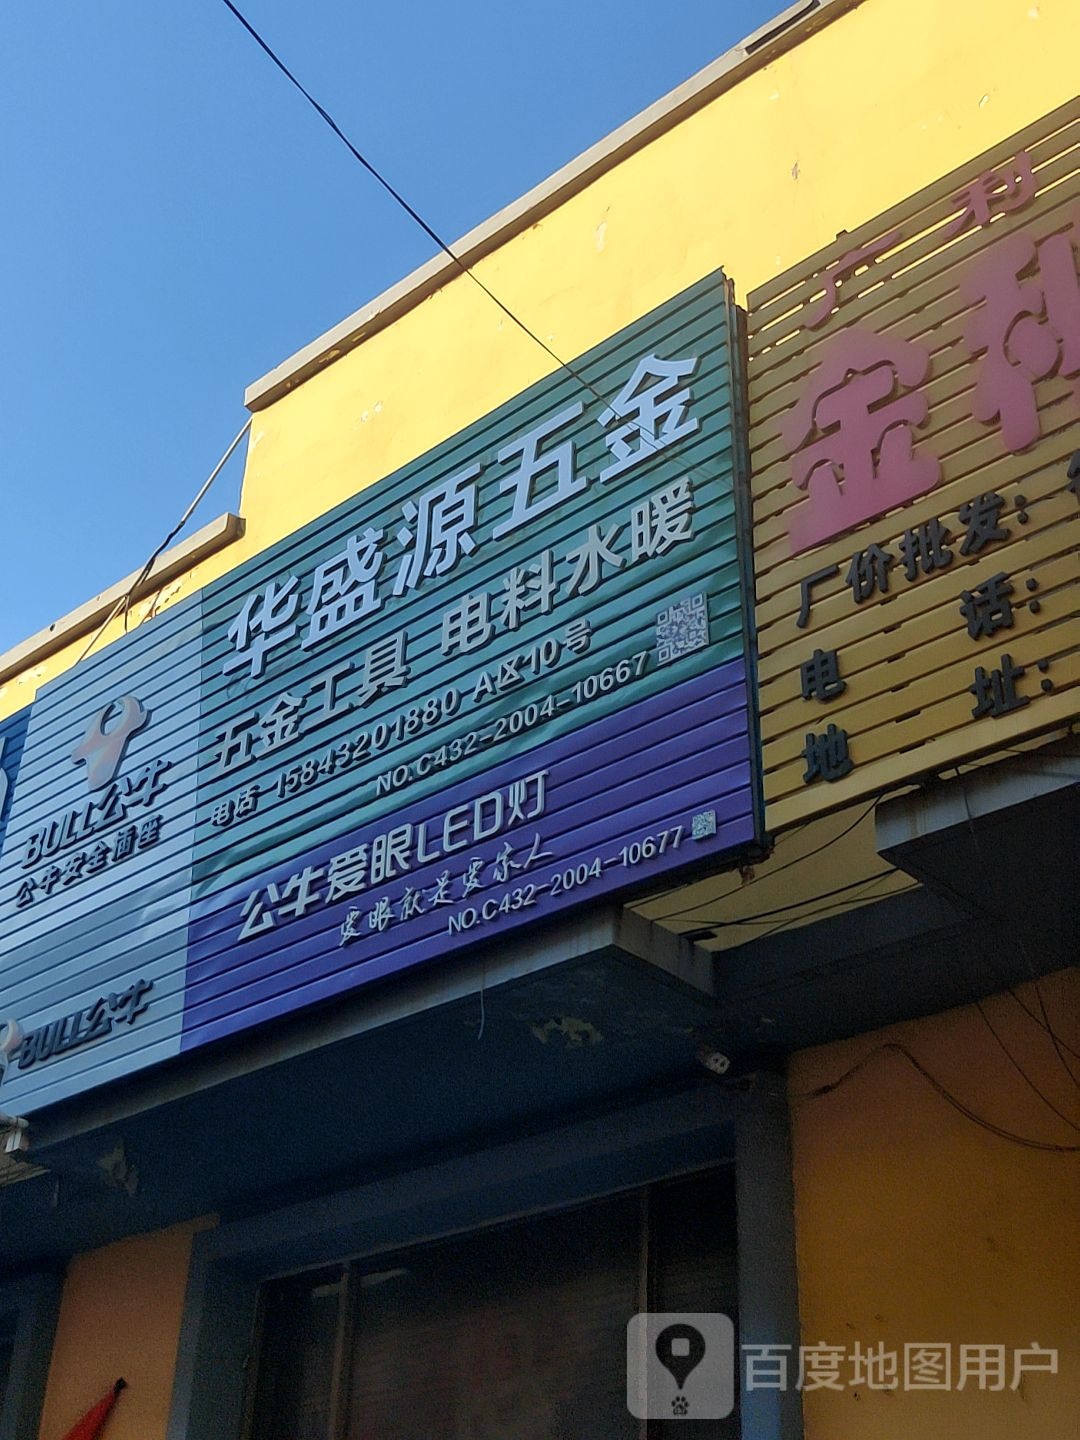 华盛源五金
五金工具 电料水暖
电话 15843201880 A区10号
NO.C432-2004-10667
公牛爱眼LED灯
爱眼就是爱家人
NO.C432-2004-10677
BULL公牛
公牛安全插座
BULL公牛
广利
金
厂价批发:
电话:
地址:
百度地图用户